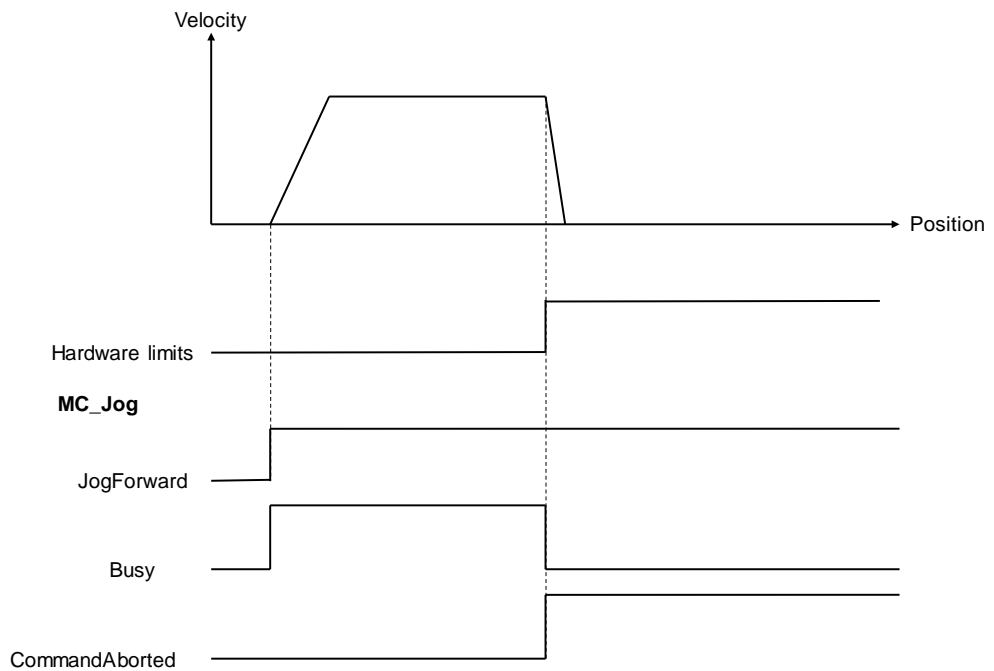 Velocity
Position
Hardware limits
MC_Jog
JogForward
Busy
CommandAborted